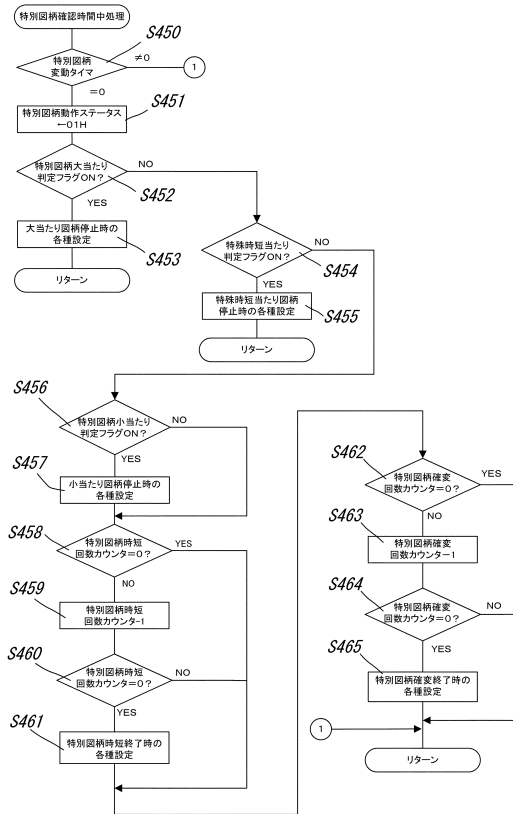 特別図柄確認時間中処理
S450
特別図柄
変動タイマ
≠0
1
=0
S451
特別図柄動作ステータス
←01H
特別図柄大当たり
判定フラグON?
NO
S452
YES
大当たり図柄停止時の
各種設定
S453
リターン
特殊時短当たり
判定フラグON?
NO
S454
YES
特殊時短当たり図柄
停止時の各種設定
S455
リターン
S456
特別図柄小当たり
判定フラグON?
NO
YES
S457
小当たり図柄停止時の
各種設定
S458
特別図柄時短
回数カウンタ=0?
YES
NO
S459
特別図柄時短
回数カウンタ-1
S460
特別図柄時短
回数カウンタ=0?
NO
YES
S461
特別図柄時短終了時の
各種設定
S462
特別図柄確変
回数カウンタ=0?
YES
NO
S463
特別図柄確変
回数カウンター1
S464
特別図柄確変
回数カウンタ=0?
NO
YES
S465
特別図柄確変終了時の
各種設定
1
リターン